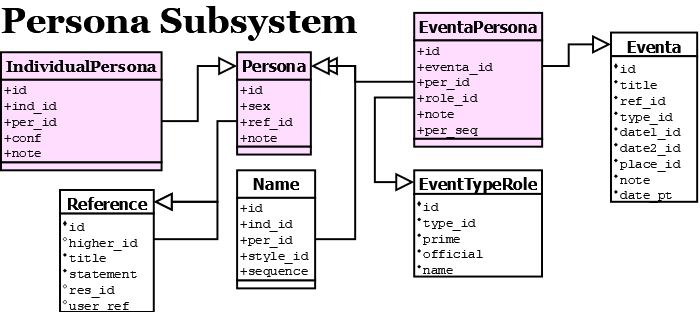 Persona Subsystem
IndividualPersona
+id
+ind_id
+per_id
+conf
+note
Persona
+id
+sex
+ref_id
+note
EventaPersona
+id
+eventa_id
+per_id
+role_id
+note
+per_seq
Eventa
*id
*title
*ref_id
*type_id
*date1_id
*date2_id
*place_id
*note
*date_pt
Reference
*id
°higher_id
*title
*statement
°res_id
°user_ref
Name
+id
+ind_id
+per_id
+style_id
+sequence
EventTypeRole
*id
*type_id
*prime
*official
*name